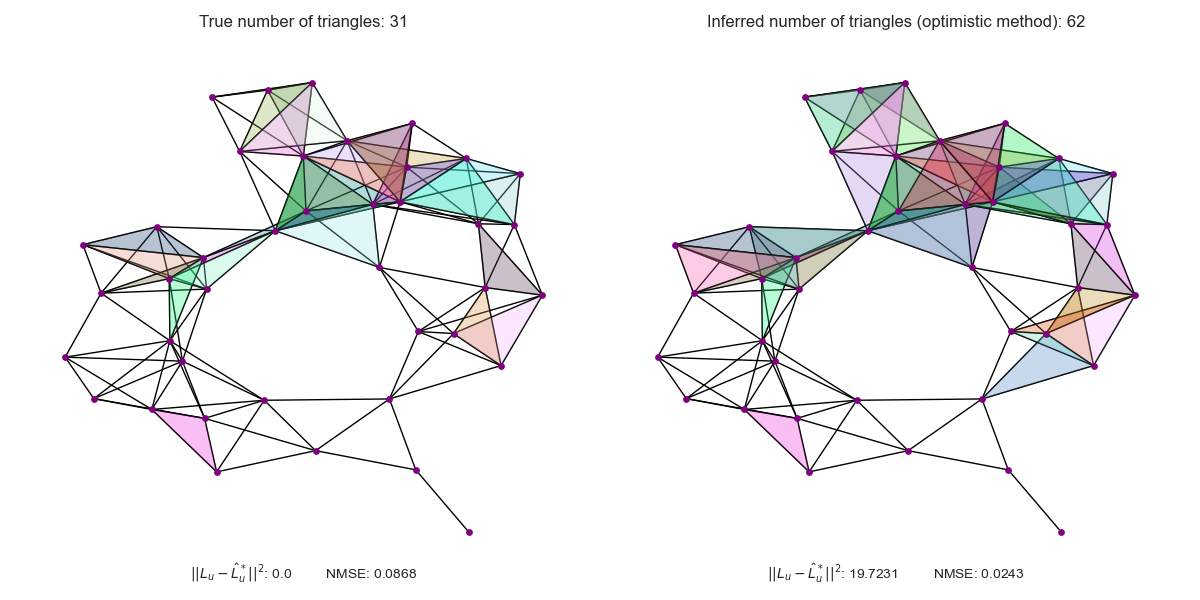 True number of triangles: 31
Inferred number of triangles (optimistic method): 62
$||L_u - \hat{L}_u^*||^2$: 0.0 NMSE: 0.0868
$||L_u - \hat{L}_u^*||^2$: 19.7231 NMSE: 0.0243